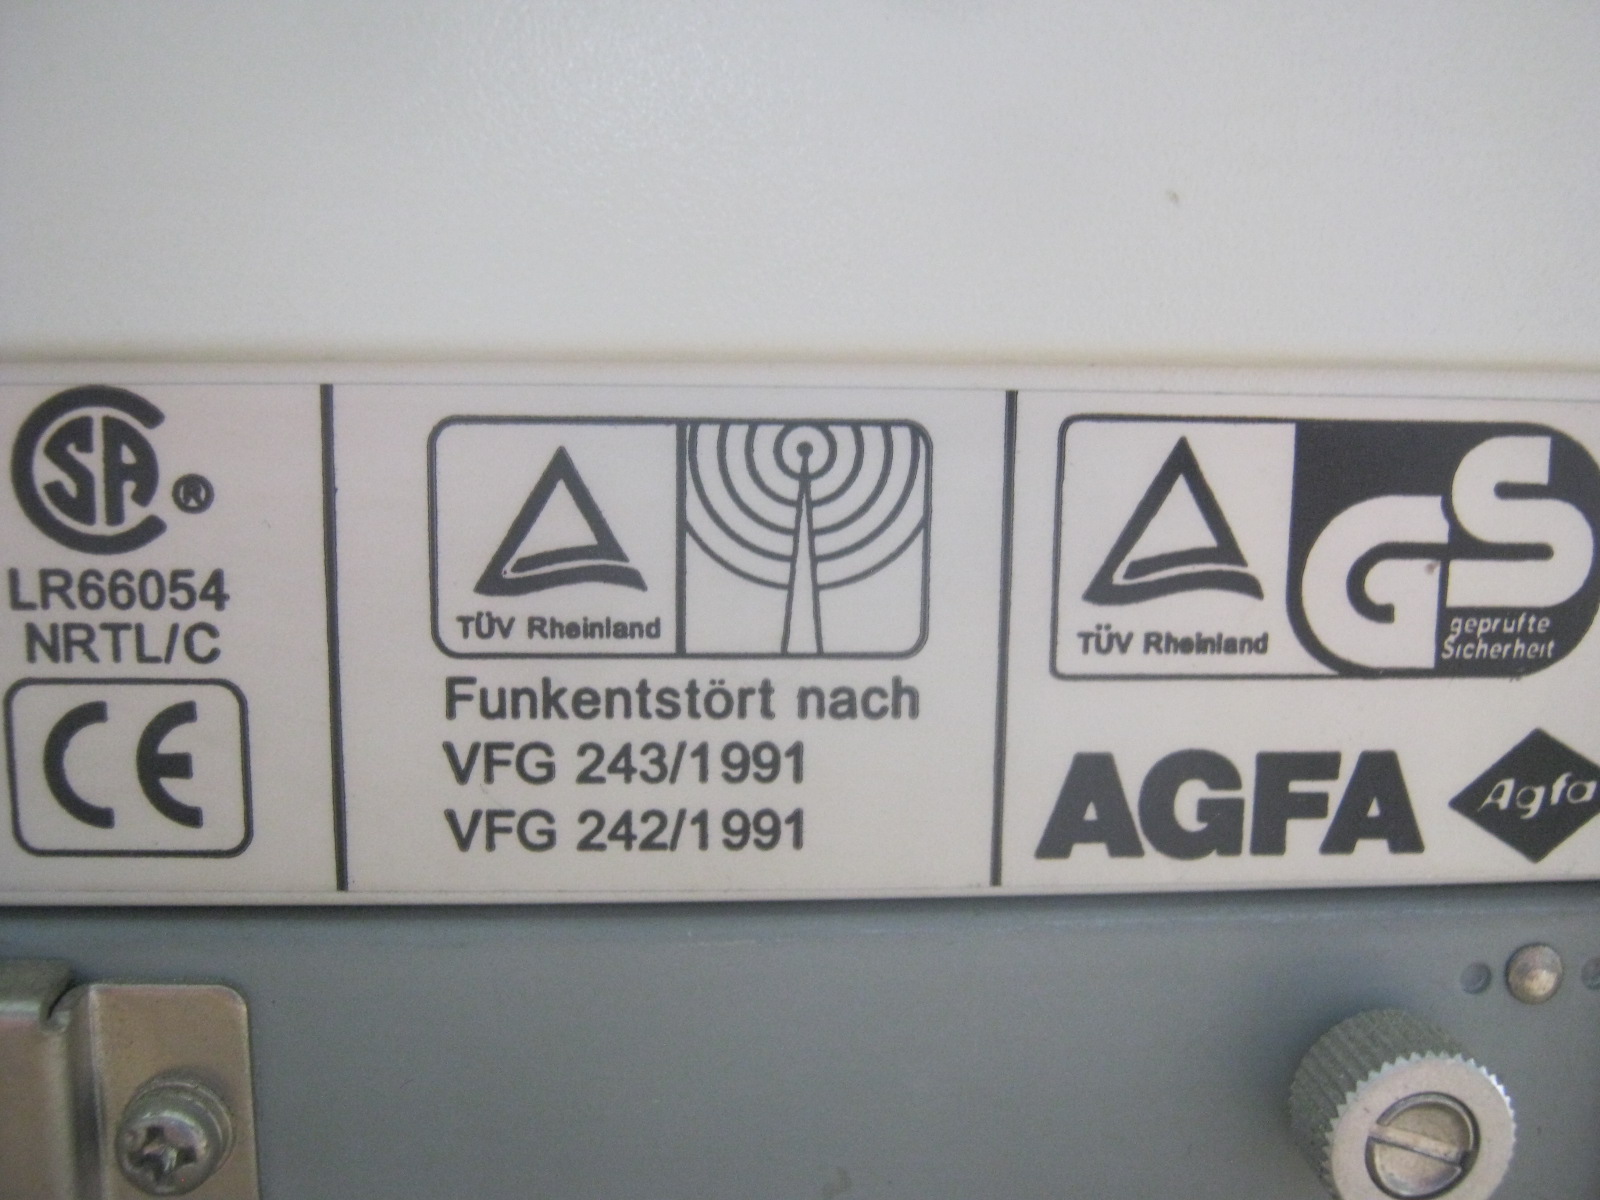 CSA ®
LR66054
NRTL/C
CE
TÜV Rheinland
Funkentstört nach
VFG 243/1991
VFG 242/1991
TÜV Rheinland
GS
geprüfte
Sicherheit
AGFA
Agfa